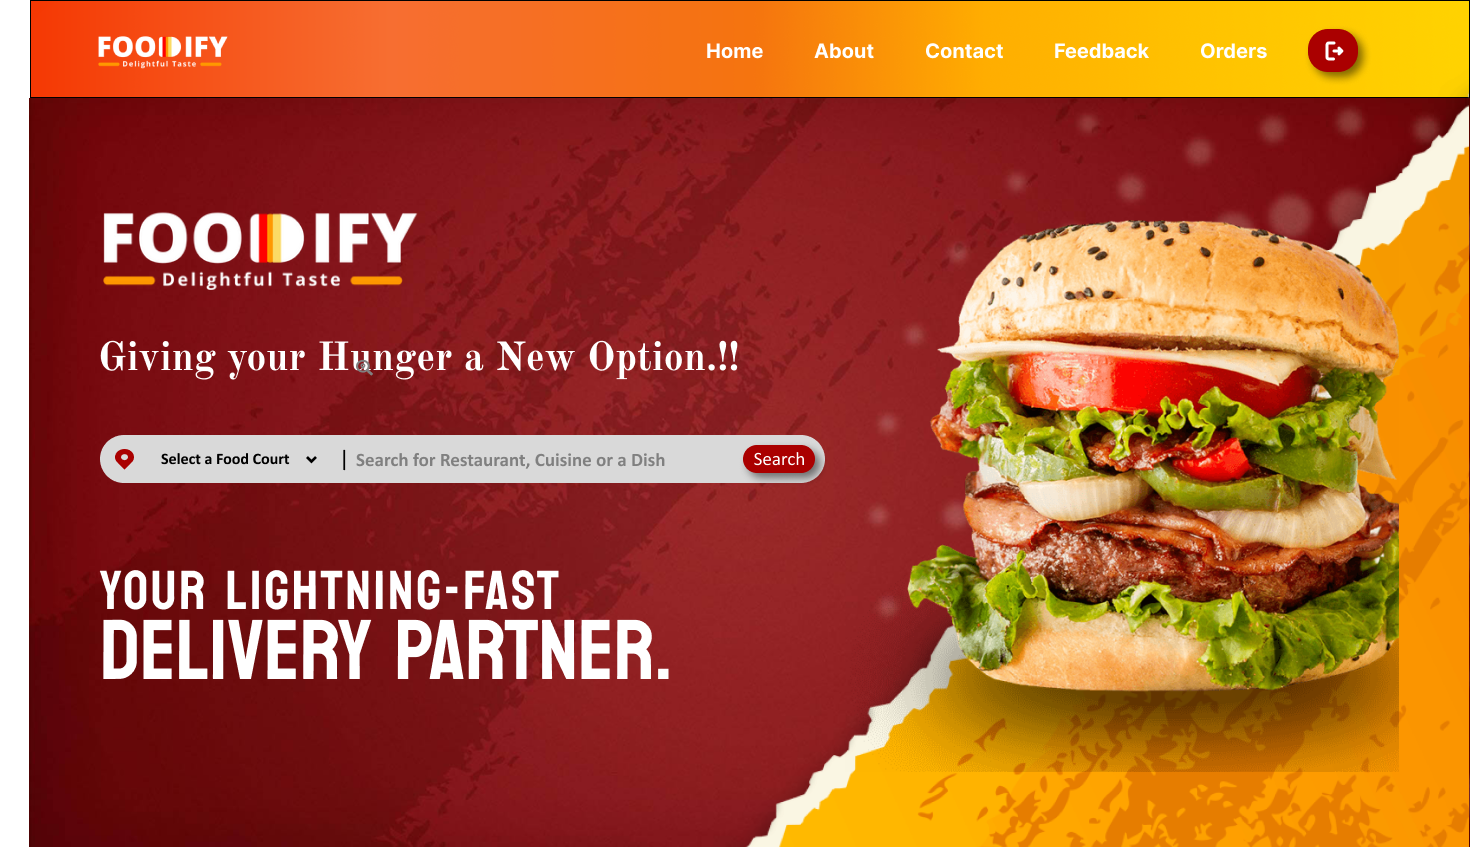 FOODIFY
Delightful Taste
Home About Contact Feedback Orders
FOODIFY
Delightful Taste
Giving your Hunger a New Option.!!
Select a Food Court | Search for Restaurant, Cuisine or a Dish Search
YOUR LIGHTNING-FAST
DELIVERY PARTNER.